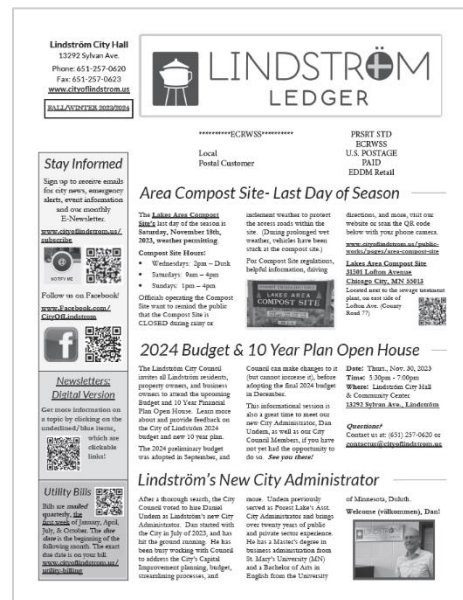 Lindström City Hall
13292 Sylvan Ave.
Phone: 651-257-0620
Fax: 651-257-0623
www.cityoflindstrom.us
FALL/WINTER 2023/2024
LINDSTRÖM
LEDGER
**********ECRWSS**********
Local
Postal Customer
PRSRT STD
ECRWSS
U.S. POSTAGE
PAID
EDDM Retail
Stay Informed
Sign up to receive emails
for city news, emergency
alerts, event information
and our monthly
E-Newsletter.
www.cityoflindstrom.us/
subscribe
NOTIFY ME
Follow us on Facebook!
www.Facebook.com/
CityOfLindstrom
Newsletters:
Digital Version
Get more information on
a topic by clicking on the
underlined/blue items,
which are
clickable
links!
Utility Bills
Bills are mailed
quarterly, the
first week of January, April,
July, & October. The due
date is the beginning of the
following month. The exact
due date is on your bill.
www.cityoflindstrom.us/
utility-billing
Area Compost Site- Last Day of Season
The Lakes Area Compost
Site's last day of the season is
Saturday, November 18th,
2023, weather permitting.
Compost Site Hours:
• Wednesdays: 2pm – Dusk
• Saturdays: 9am – 4pm
• Sundays: 1pm – 4pm
Officials operating the Compost
Site want to remind the public
that the Compost Site is
CLOSED during rainy or
inclement weather to protect
the access roads within the
site. (During prolonged wet
weather, vehicles have been
stuck at the compost site.)
For Compost Site regulations,
helpful information, driving
LAKES AREA
COMPOST SITE
directions, and more, visit our
website or scan the QR code
below with your phone camera.
www.cityoflindstrom.us/public-
works/pages/area-compost-site
Lakes Area Compost Site
31501 Lofton Avenue
Chisago City, MN 55013
Located next to the sewage treatment
plant, on east side of
Lofton Ave. (County
Road 77)
2024 Budget & 10 Year Plan Open House
The Lindström City Council
invites all Lindström residents,
property owners, and business
owners to attend the upcoming
Budget and 10 Year Financial
Plan Open House. Learn more
about and provide feedback on
the City of Lindström 2024
budget and new 10 year plan.
The 2024 preliminary budget
was adopted in September, and
Council can make changes to it
(but cannot increase it), before
adopting the final 2024 budget
in December.
This informational session is
also a great time to meet our
new City Administrator, Dan
Undem, as well as our City
Council Members, if you have
not yet had the opportunity to
do so. See you there!
Date: Thurs., Nov. 30, 2023
Time: 5:30pm - 7:00pm
Where: Lindström City Hall
& Community Center
13292 Sylvan Ave., Lindström
Questions?
Contact us at: (651) 257-0620 or
contactus@cityoflindstrom.us
Lindström's New City Administrator
After a thorough search, the City
Council voted to hire Daniel
Undem as Lindström's new City
Administrator. Dan started with
the City in July of 2023, and has
hit the ground running. He has
been busy working with Council
to address the City's Capital
Improvement planning, budget,
streamlining processes, and
more. Undem previously
served as Forest Lake's Asst.
City Administrator and brings
over twenty years of public
and private sector experience.
He has a Master's degree in
business administration from
St. Mary's University (MN)
and a Bachelor of Arts in
English from the University
of Minnesota, Duluth.
Welcome (välkommen), Dan!